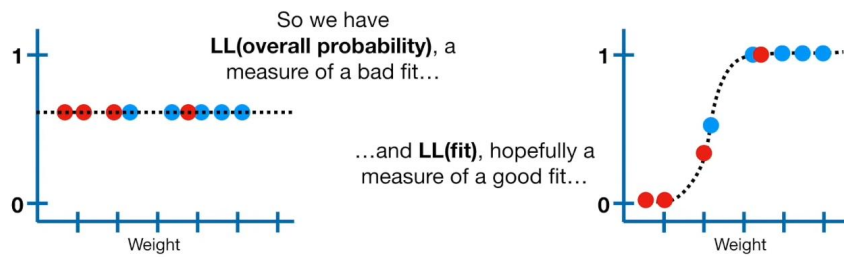 So we have
LL(overall probability), a
measure of a bad fit…
1
0
Weight
…and LL(fit), hopefully a
measure of a good fit…
1
0
Weight